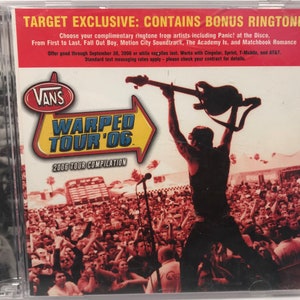 TARGET EXCLUSIVE: CONTAINS BONUS RINGTONE
Choose your complimentary ringtone from artists including Panic! at the Disco,
From First to Last, Fall Out Boy, Motion City Soundtrack, The Academy Is, and Matchbook Romance
Offer good through September 30, 2006 or while supplies last. Works with Cingular, Sprint, T-Mobile, and AT&T.
Standard text messaging rates apply - please check your contract for details.
VANS
WARPED
TOUR '06
2006 TOUR COMPILATION